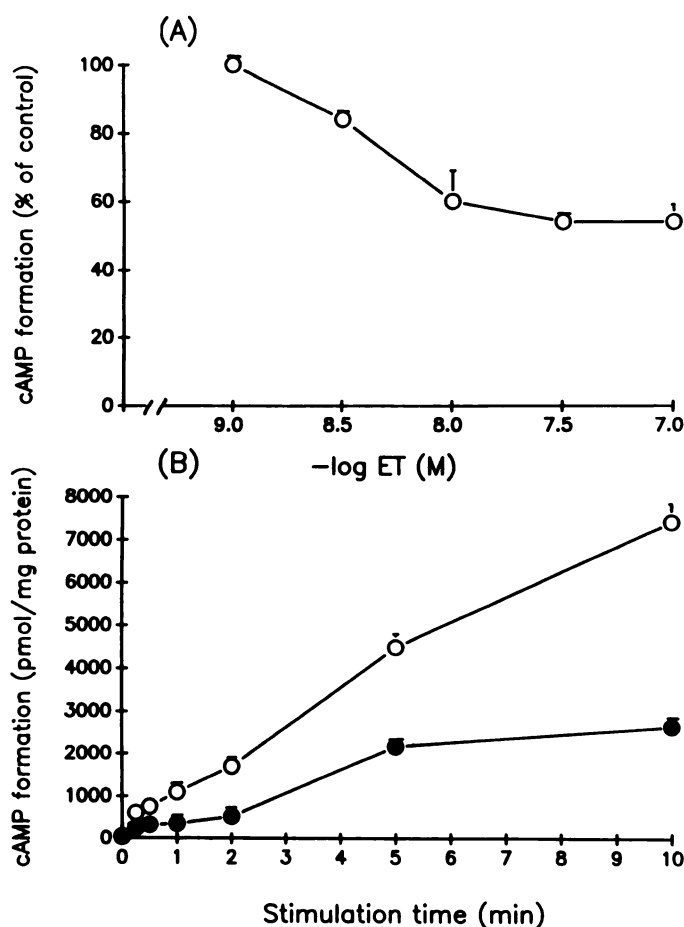 (A)
cAMP formation (% of control)
100
80
60
40
20
0
9.0 8.5 8.0 7.5 7.0
-log ET (M)
(B)
cAMP formation (pmol/mg protein)
8000
7000
6000
5000
4000
3000
2000
1000
0
0 1 2 3 4 5 6 7 8 9 10
Stimulation time (min)